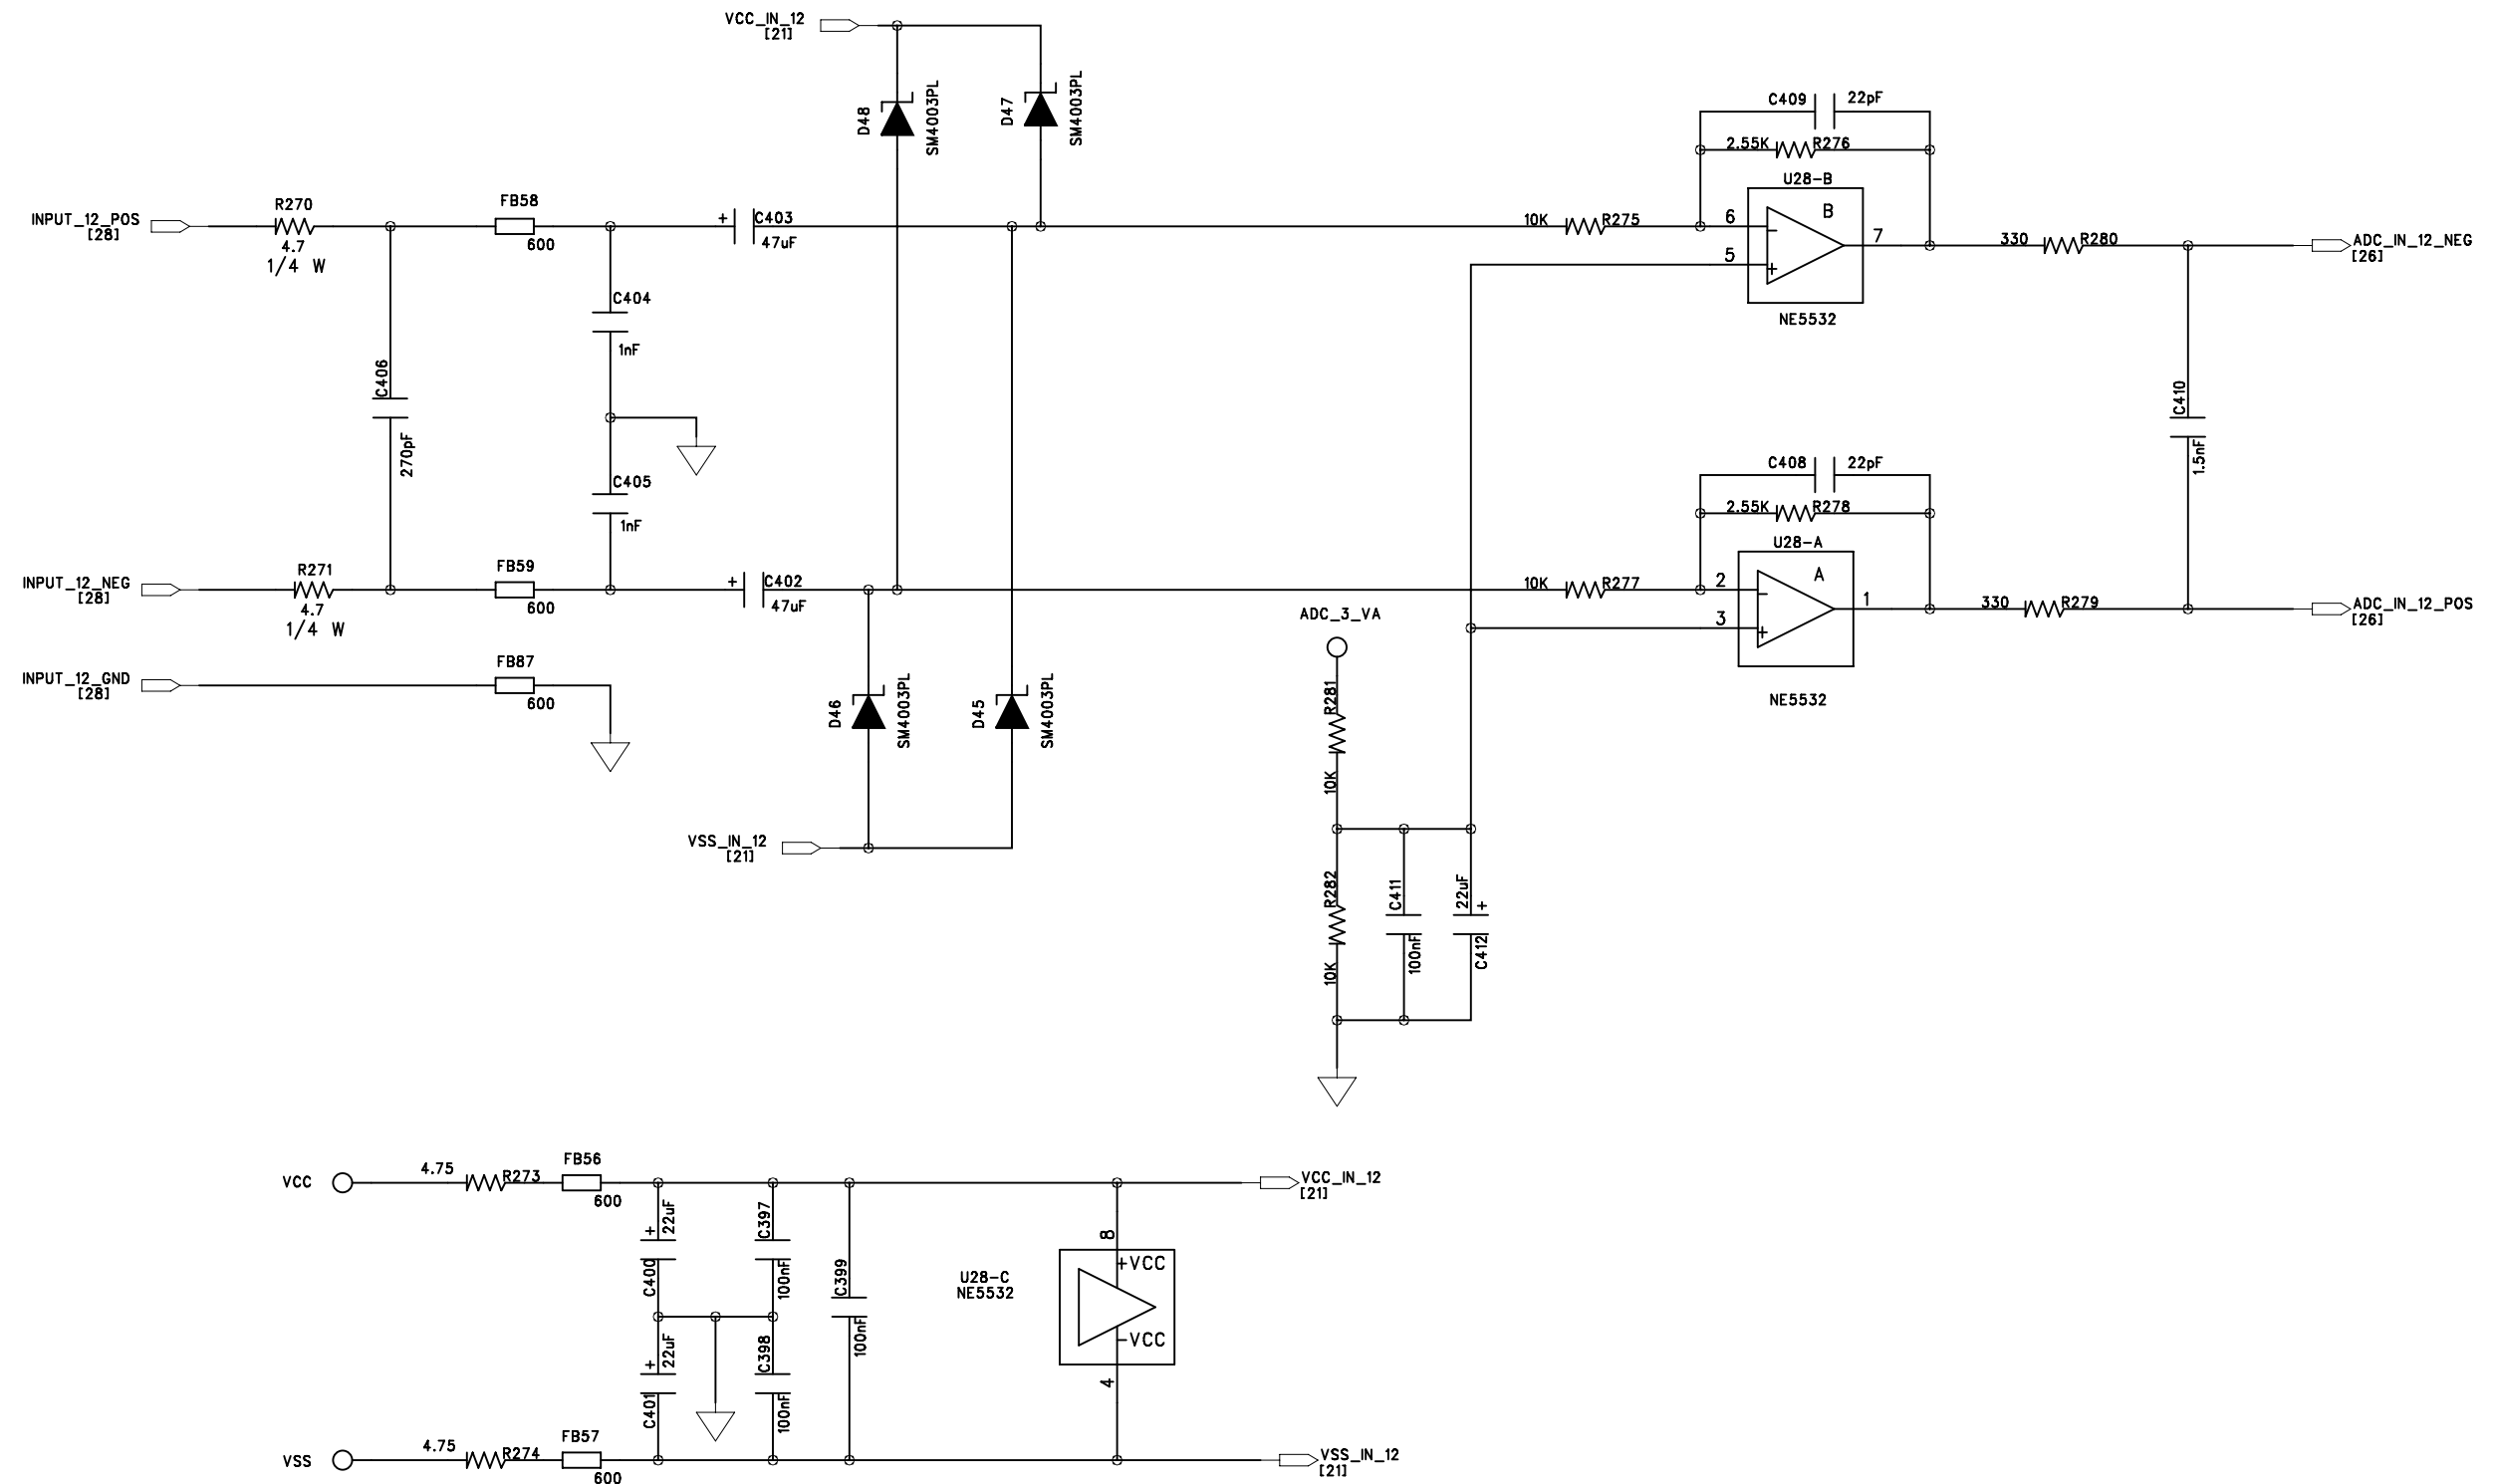 VCC_IN_12
[21]
D48
SM4003PL
D47
SM4003PL
C409
22pF
2.55K
R276
U28-B
INPUT_12_POS
[28]
R270
4.7
1/4 W
FB58
600
+
C403
47uF
10K
R275
6
5
B
-
+
7
NE5532
330
R280
ADC_IN_12_NEG
[26]
C404
1nF
C406
270pF
C410
1.5nF
C405
1nF
C408
22pF
2.55K
R278
U28-A
INPUT_12_NEG
[28]
R271
4.7
1/4 W
FB59
600
+
C402
47uF
10K
R277
2
3
A
-
+
1
NE5532
330
R279
ADC_IN_12_POS
[26]
ADC_3_VA
INPUT_12_GND
[28]
FB87
600
D46
SM4003PL
D45
SM4003PL
R281
10K
VSS_IN_12
[21]
R282
10K
C411
100nF
22uF
+
C412
VCC
4.75
R273
FB56
600
VCC_IN_12
[21]
+
22uF
C400
C397
100nF
C399
100nF
U28-C
NE5532
8
+VCC
-VCC
4
+
22uF
C401
C398
100nF
VSS
4.75
R274
FB57
600
VSS_IN_12
[21]